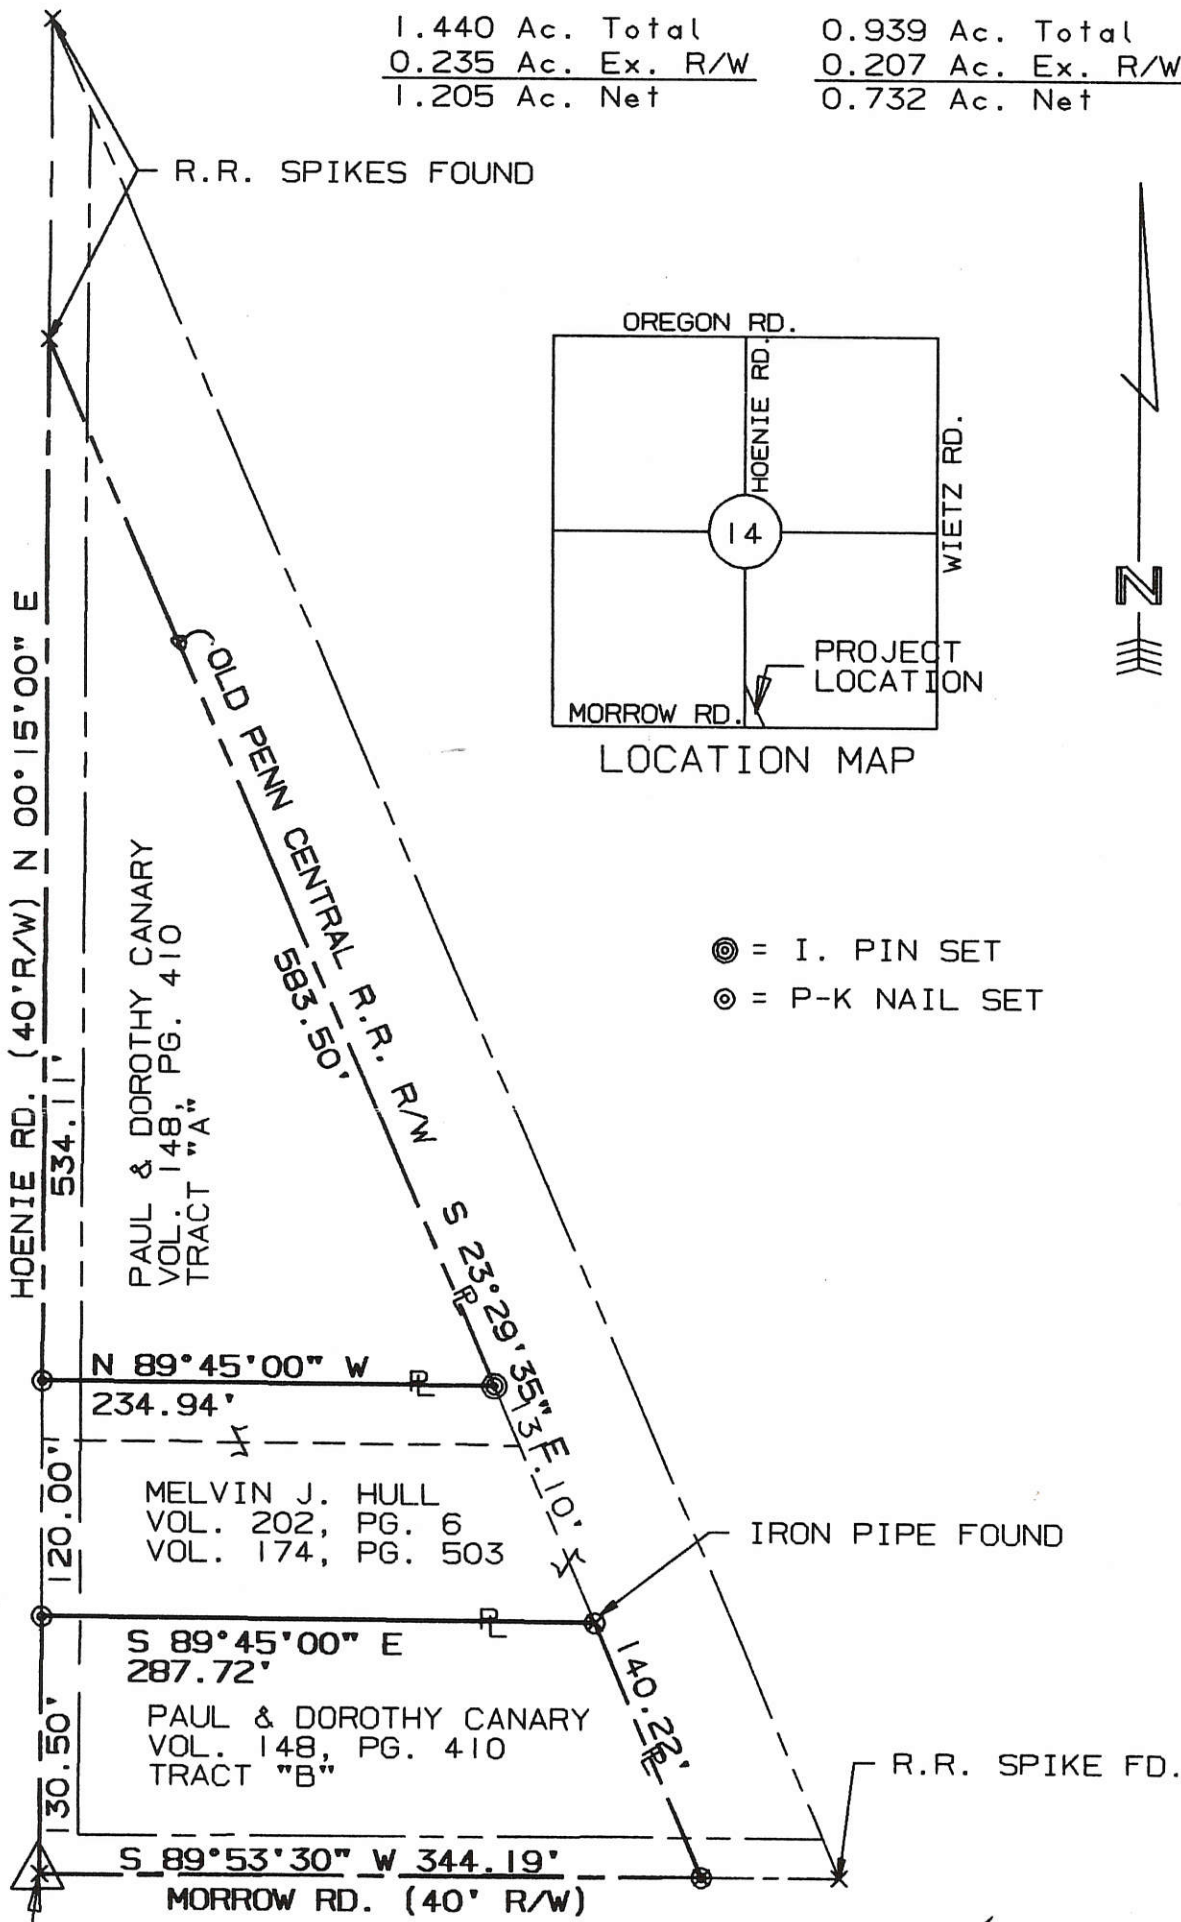 1.440 Ac. Total
0.235 Ac. Ex. R/W
1.205 Ac. Net
0.939 Ac. Total
0.207 Ac. Ex. R/W
0.732 Ac. Net
R.R. SPIKES FOUND
OREGON RD.
HOENIE RD.
WIETZ RD.
14
PROJECT
LOCATION
MORROW RD.
LOCATION MAP
N
HOENIE RD. (40'R/W) N 00°15'00" E
534.11'
OLD PENN CENTRAL R.R. R/W
583.50'
S 23°29'35" E
PAUL & DOROTHY CANARY
VOL. 148, PG. 410
TRACT "A"
= I. PIN SET
= P-K NAIL SET
PL
N 89°45'00" W
PL
234.94'
131.10'
120.00'
MELVIN J. HULL
VOL. 202, PG. 6
VOL. 174, PG. 503
IRON PIPE FOUND
PL
S 89°45'00" E
287.72'
140.22'
PL
130.50'
PAUL & DOROTHY CANARY
VOL. 148, PG. 410
TRACT "B"
R.R. SPIKE FD.
S 89°53'30" W 344.19'
MORROW RD. (40' R/W)